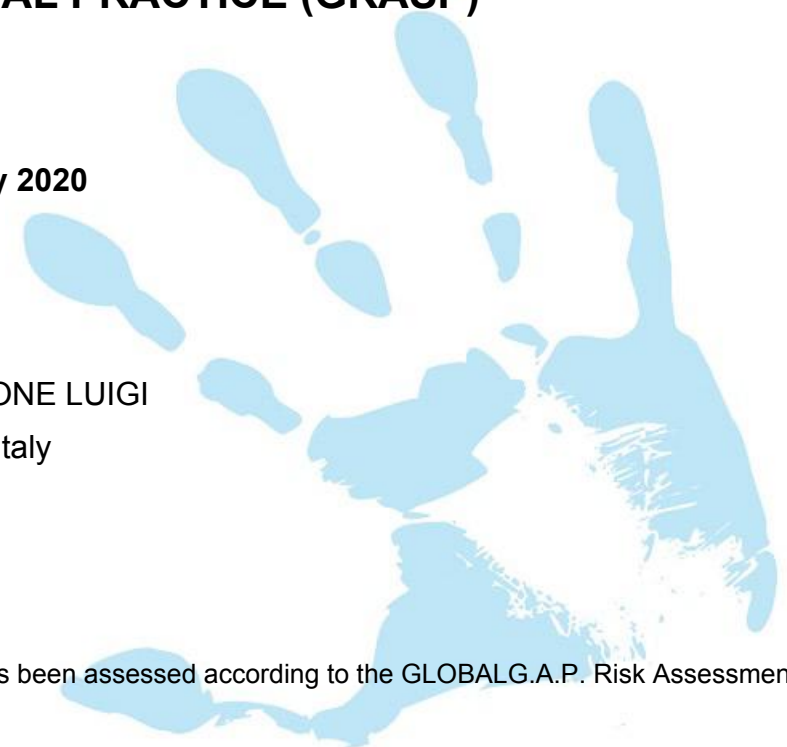 AL PRACTICE (GRASP)
y 2020
ONE LUIGI
taly
s been assessed according to the GLOBALG.A.P. Risk Assessmen